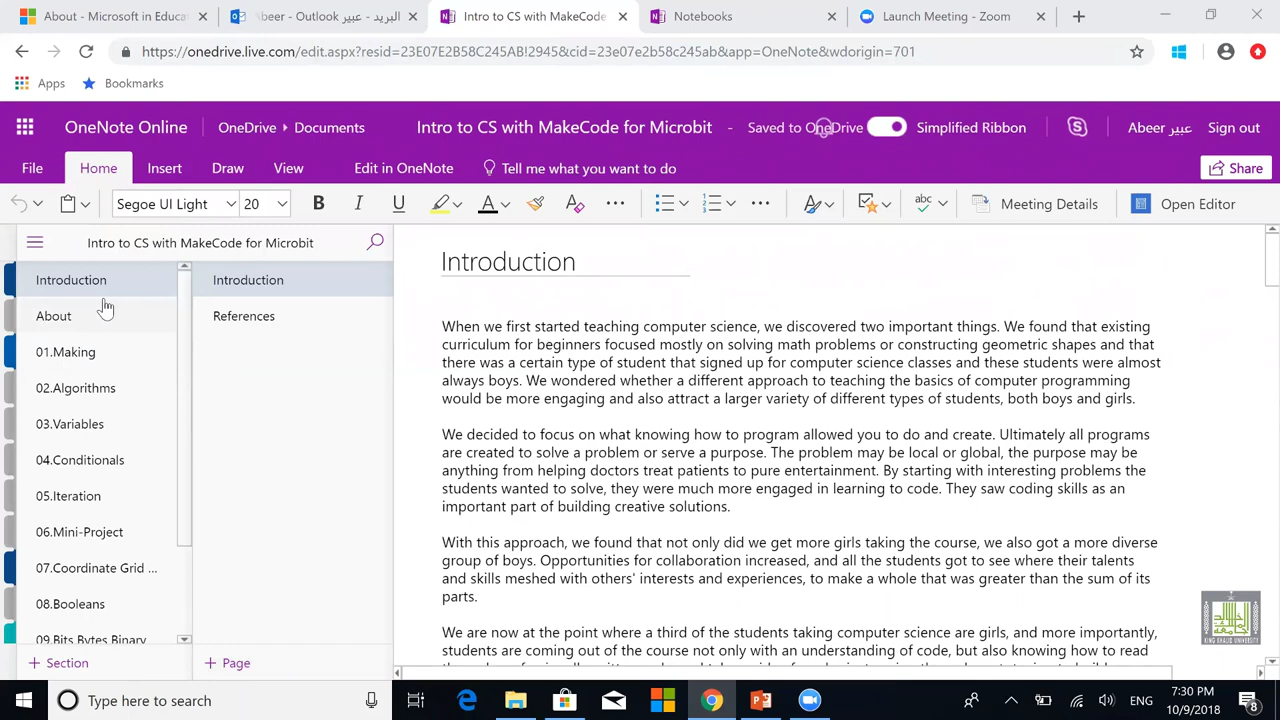 About - Microsoft in Educa
البريد - عبير Abeer - Outlook
Intro to CS with MakeCode
Notebooks
Launch Meeting - Zoom
https://onedrive.live.com/edit.aspx?resid=23E07E2B58C245AB!2945&cid=23e07e2b58c245ab&app=OneNote&wdorigin=701
Apps
Bookmarks
OneNote Online
OneDrive
Documents
Intro to CS with MakeCode for Microbit - Saved to OneDrive
Simplified Ribbon
Abeer عبير
Sign out
File
Home
Insert
Draw
View
Edit in OneNote
Tell me what you want to do
Share
Segoe UI Light
20
B
I
U
A
abc
Meeting Details
Open Editor
Intro to CS with MakeCode for Microbit
Introduction
About
01.Making
02.Algorithms
03.Variables
04.Conditionals
05.Iteration
06.Mini-Project
07.Coordinate Grid ...
08.Booleans
09.Bits Bytes Binary
+ Section
Introduction
References
+ Page
Introduction
When we first started teaching computer science, we discovered two important things. We found that existing
curriculum for beginners focused mostly on solving math problems or constructing geometric shapes and that
there was a certain type of student that signed up for computer science classes and these students were almost
always boys. We wondered whether a different approach to teaching the basics of computer programming
would be more engaging and also attract a larger variety of different types of students, both boys and girls.
We decided to focus on what knowing how to program allowed you to do and create. Ultimately all programs
are created to solve a problem or serve a purpose. The problem may be local or global, the purpose may be
anything from helping doctors treat patients to pure entertainment. By starting with interesting problems the
students wanted to solve, they were much more engaged in learning to code. They saw coding skills as an
important part of building creative solutions.
With this approach, we found that not only did we get more girls taking the course, we also got a more diverse
group of boys. Opportunities for collaboration increased, and all the students got to see where their talents
and skills meshed with others' interests and experiences, to make a whole that was greater than the sum of its
parts.
We are now at the point where a third of the students taking computer science are girls, and more importantly,
students are coming out of the course not only with an understanding of code, but also knowing how to read
KING KHALID UNIVERSITY
Type here to search
ENG
7:30 PM
10/9/2018
8